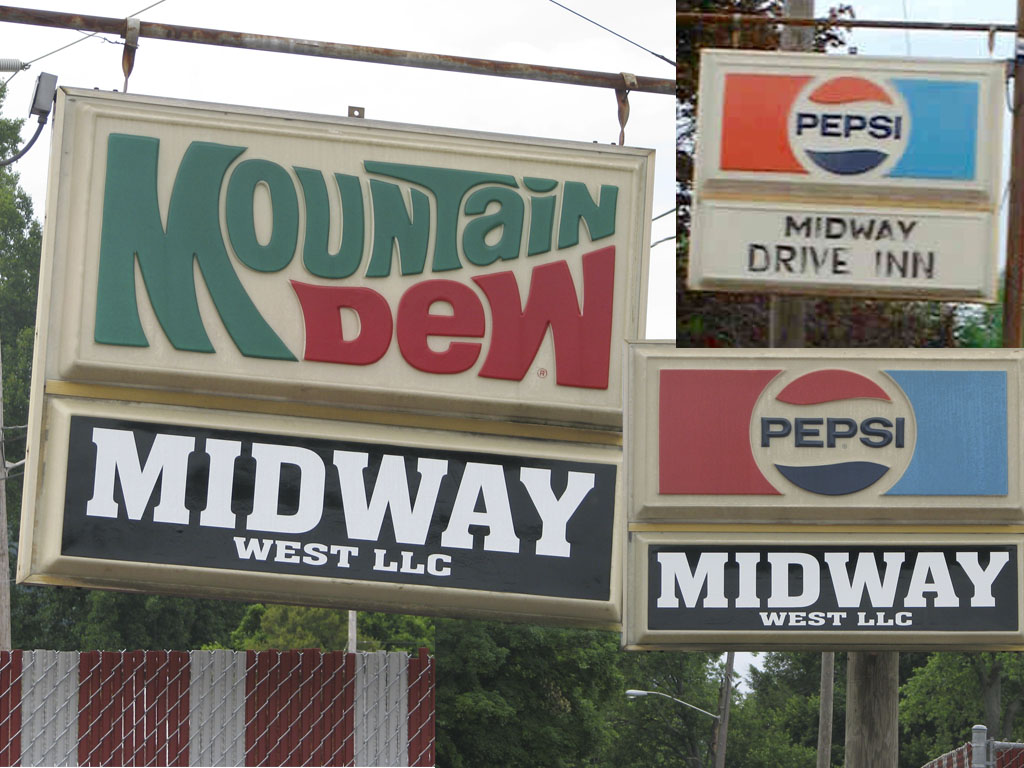 Mountain
Dew®
MIDWAY
WEST LLC
PEPSI
MIDWAY
DRIVE INN
PEPSI
MIDWAY
WEST LLC